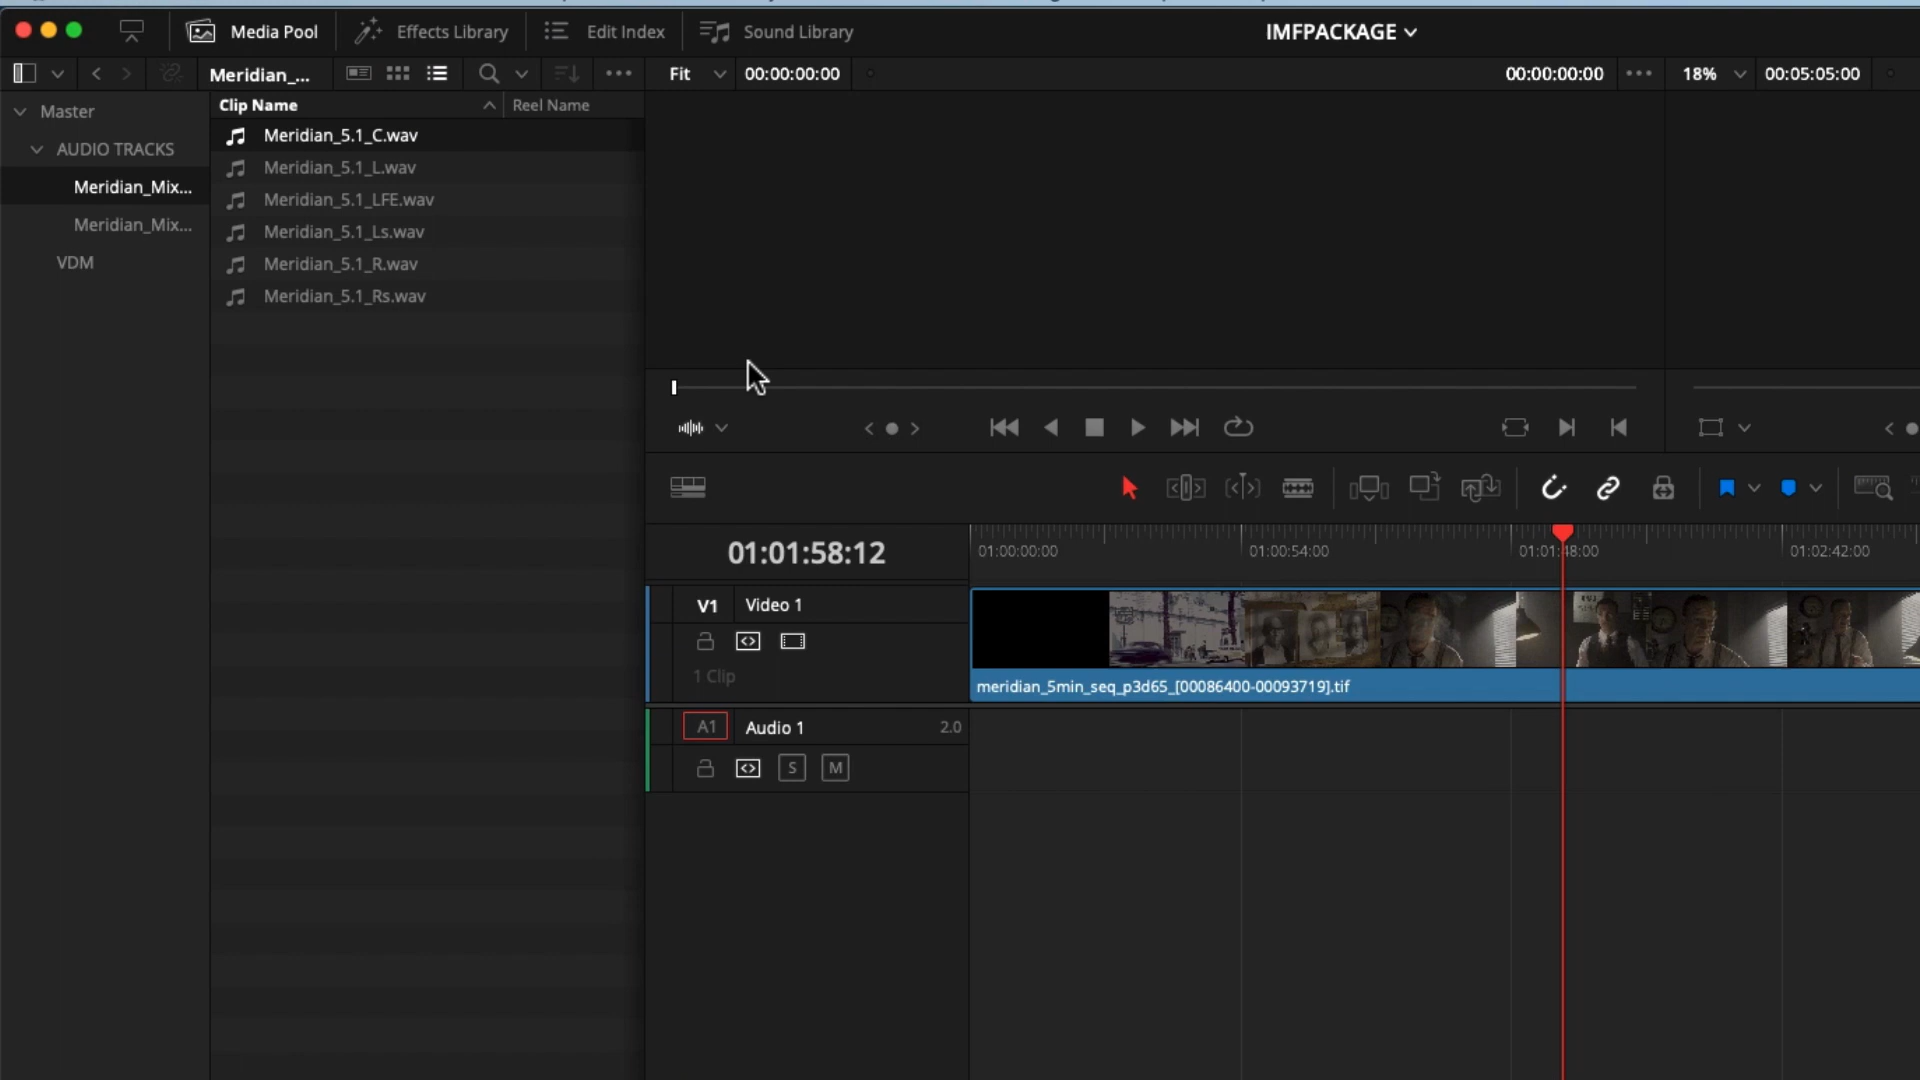 Media Pool
Effects Library
Edit Index
Sound Library
IMFPACKAGE
Meridian_...
Fit
00:00:00:00
00:00:00:00
18%
00:05:05:00
Master
AUDIO TRACKS
Meridian_Mix...
Meridian_Mix...
VDM
Clip Name
Reel Name
Meridian_5.1_C.wav
Meridian_5.1_L.wav
Meridian_5.1_LFE.wav
Meridian_5.1_Ls.wav
Meridian_5.1_R.wav
Meridian_5.1_Rs.wav
01:01:58:12
01:00:00:00
01:00:54:00
01:01:48:00
01:02:42:00
V1
Video 1
1 Clip
meridian_5min_seq_p3d65_[00086400-00093719].tif
A1
Audio 1
2.0
S
M